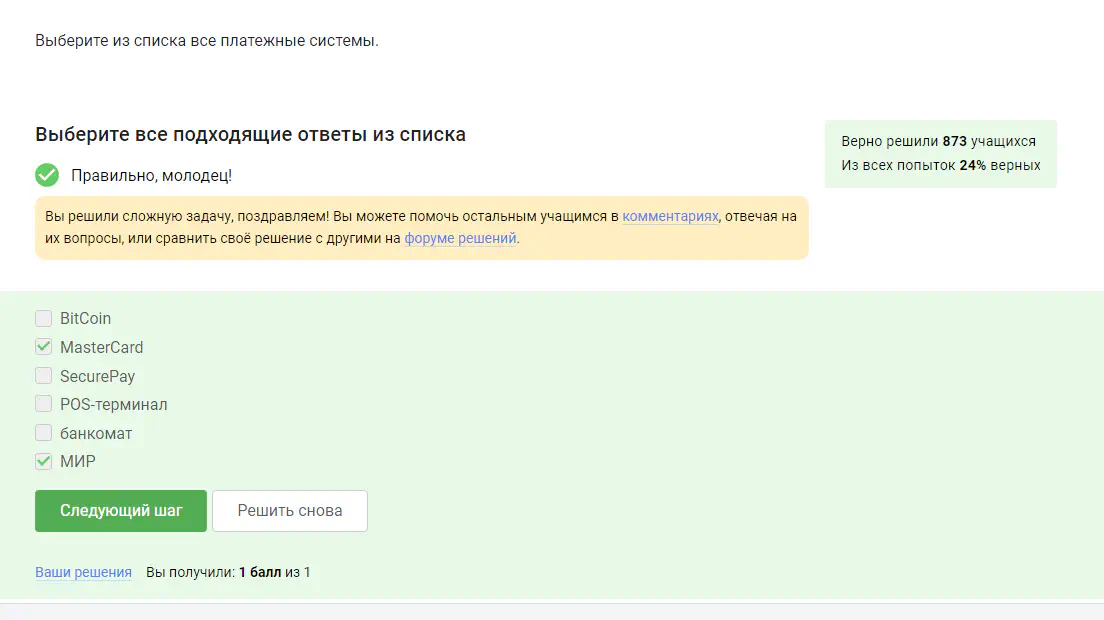 Выберите из списка все платежные системы.
Выберите все подходящие ответы из списка
Верно решили 873 учащихся
Из всех попыток 24% верных
Правильно, молодец!
Вы решили сложную задачу, поздравляем! Вы можете помочь остальным учащимся в комментариях, отвечая на
их вопросы, или сравнить своё решение с другими на форуме решений.
BitCoin
MasterCard
SecurePay
POS-терминал
банкомат
МИР
Следующий шаг
Решить снова
Ваши решения Вы получили: 1 балл из 1